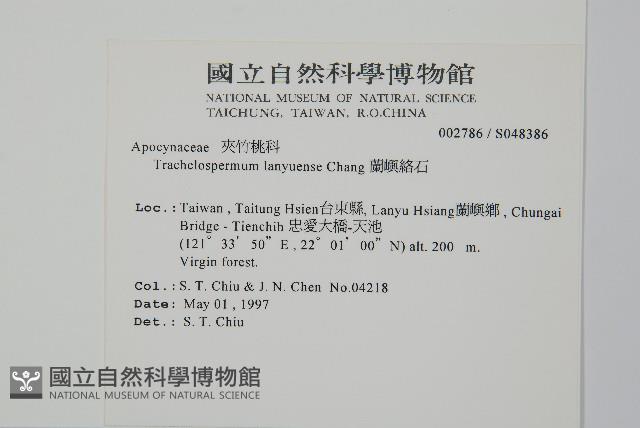 國立自然科學博物館
NATIONAL MUSEUM OF NATURAL SCIENCE
TAICHUNG, TAIWAN, R.O.CHINA
002786 / S048386
Apocynaceae 夾竹桃科
Trachelospermum lanyuense Chang 蘭嶼絡石
Loc.: Taiwan , Taitung Hsien台東縣, Lanyu Hsiang蘭嶼鄉 , Chungai
Bridge - Tienchih 忠愛大橋-天池
(121° 33' 50" E , 22° 01' 00" N) alt. 200 m.
Virgin forest.
Col.: S. T. Chiu & J. N. Chen No.04218
Date: May 01 , 1997
Det.: S. T. Chiu
國立自然科學博物館
NATIONAL MUSEUM OF NATURAL SCIENCE